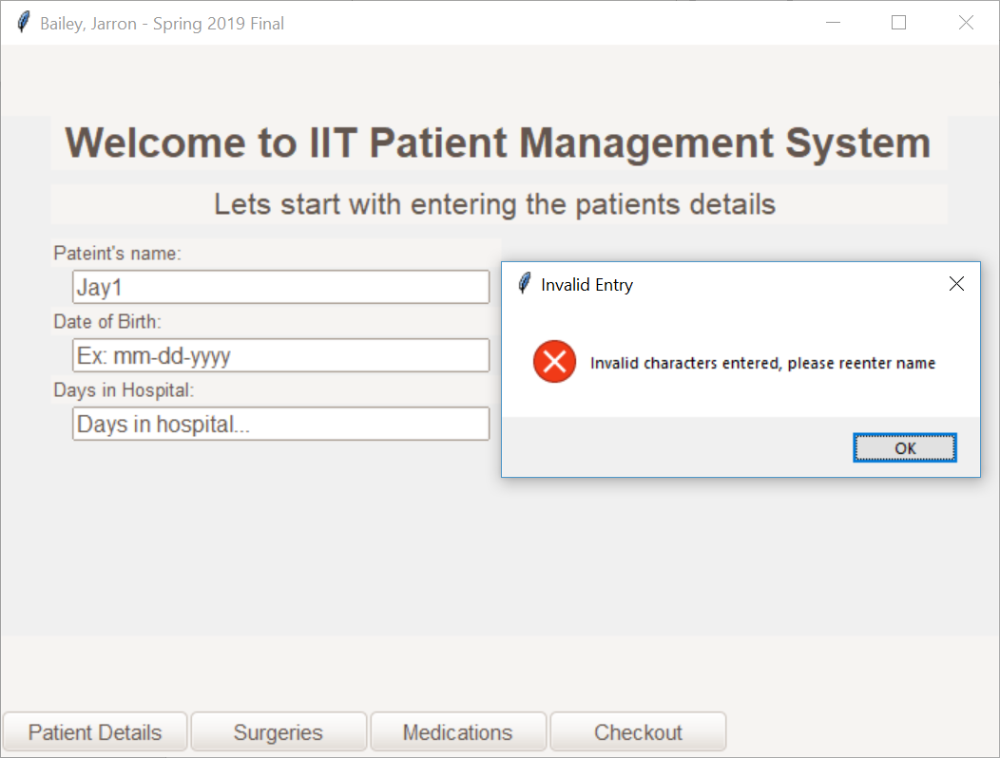 Bailey, Jarron - Spring 2019 Final
Welcome to IIT Patient Management System
Lets start with entering the patients details
Pateint's name:
Jay1
Date of Birth:
Ex: mm-dd-yyyy
Days in Hospital:
Days in hospital...
Invalid Entry
Invalid characters entered, please reenter name
OK
Patient Details
Surgeries
Medications
Checkout